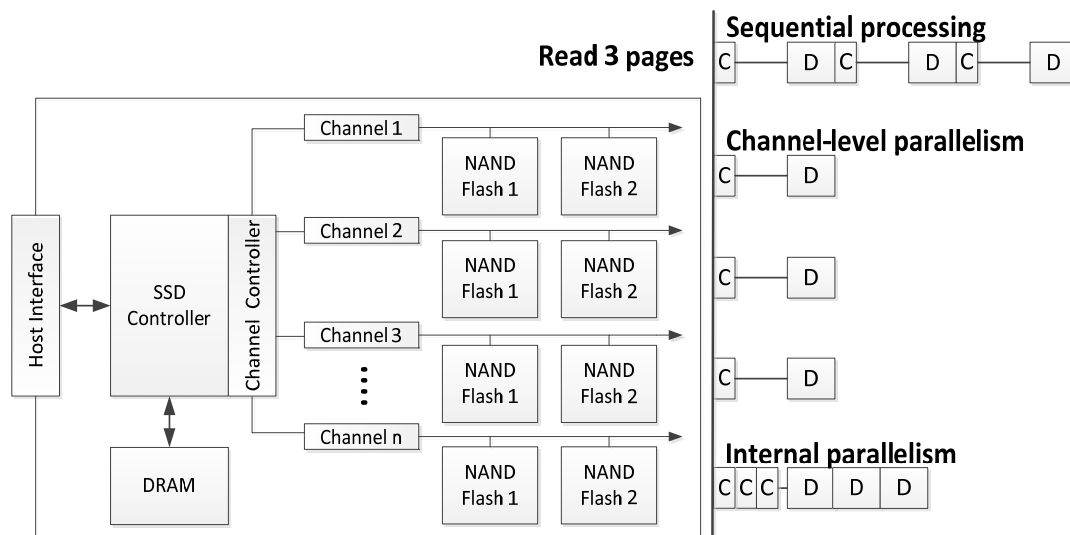 Read 3 pages
Host Interface
SSD
Controller
Channel Controller
DRAM
Channel 1
NAND
Flash 1
NAND
Flash 2
Channel 2
NAND
Flash 1
NAND
Flash 2
Channel 3
NAND
Flash 1
NAND
Flash 2
Channel n
NAND
Flash 1
NAND
Flash 2
Sequential processing
C D C D C D
Channel-level parallelism
C D
C D
C D
Internal parallelism
C C C D D D